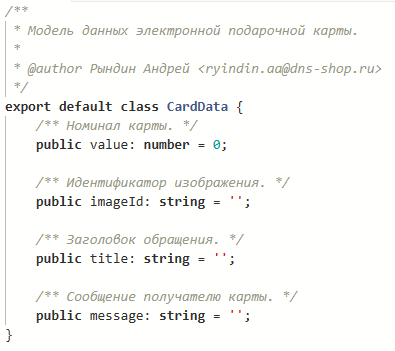 /**
 * Модель данных электронной подарочной карты.
 *
 * @author Рындин Андрей <ryindin.aa@dns-shop.ru>
 */
export default class CardData {
    /** Номинал карты. */
    public value: number = 0;

    /** Идентификатор изображения. */
    public imageId: string = '';

    /** Заголовок обращения. */
    public title: string = '';

    /** Сообщение получателю карты. */
    public message: string = '';
}